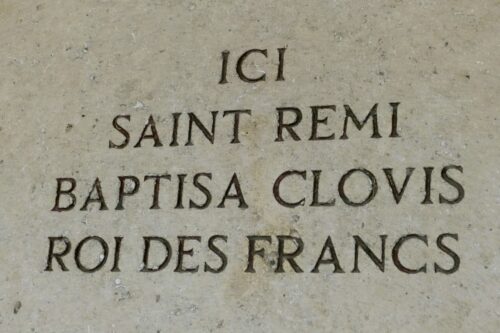 ICI
SAINT REMI
BAPTISA CLOVIS
ROI DES FRANCS